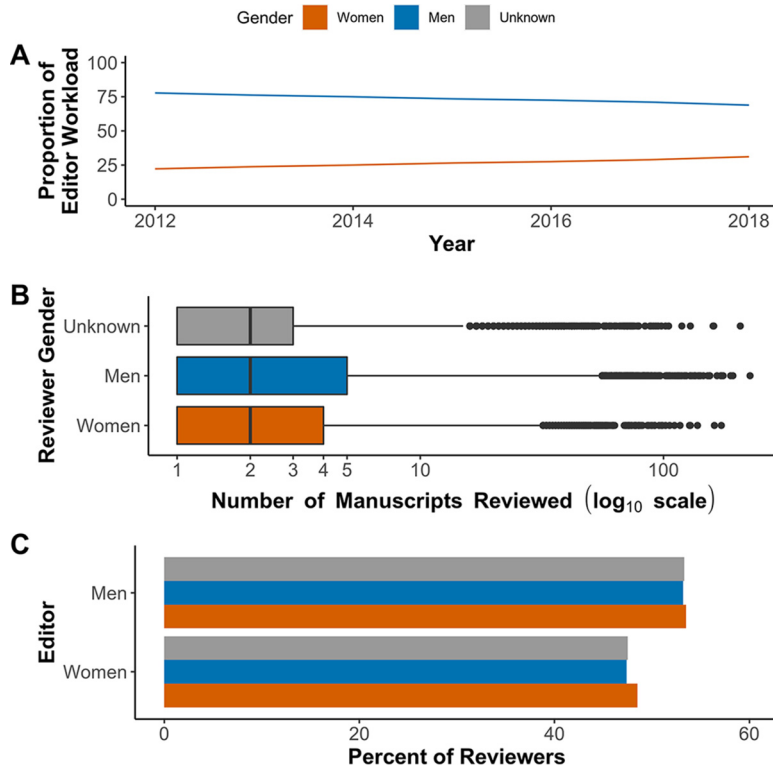 Gender Women Men Unknown
A
Proportion of
Editor Workload
100
75
50
25
0
2012 2014 2016 2018
Year
B
Reviewer Gender
Unknown
Men
Women
1 2 3 4 5 10 100
Number of Manuscripts Reviewed (log₁₀ scale)
C
Editor
Men
Women
0 20 40 60
Percent of Reviewers